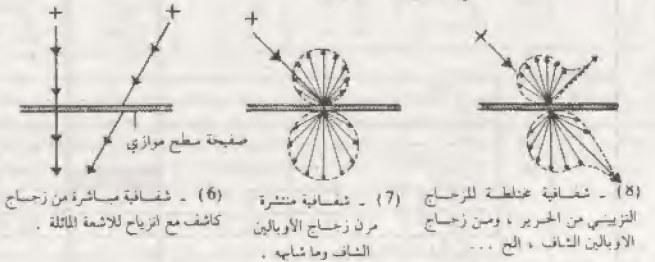 صفيحة سطح موازي
(6) ـ شفافية مباشرة من زجاج
كاشف مع انزياح للاشعة المائلة .
(7) ـ شفافية منتشرة
من زجاج الأوبالين
الشاف وما شابهه .
(8) ـ شفافية مختلطة للزجاج
التزييني من الحرير ، ومن زجاج
الاوبالين الشاف ، الخ ...